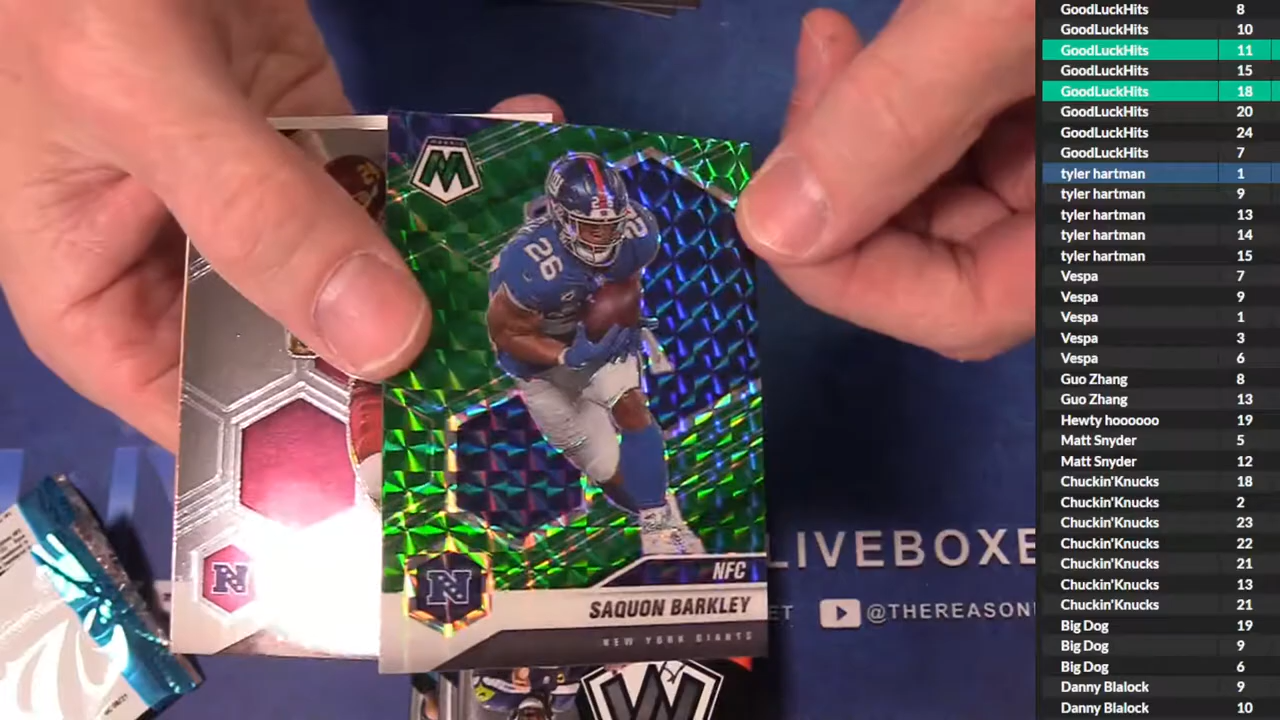 GoodLuckHits 8
GoodLuckHits 10
GoodLuckHits 11
GoodLuckHits 15
GoodLuckHits 18
GoodLuckHits 20
GoodLuckHits 24
GoodLuckHits 7
tyler hartman 1
tyler hartman 9
tyler hartman 13
tyler hartman 14
tyler hartman 15
Vespa 7
Vespa 9
Vespa 1
Vespa 3
Vespa 6
Guo Zhang 8
Guo Zhang 13
Hewty hoooooo 19
Matt Snyder 5
Matt Snyder 12
Chuckin'Knucks 18
Chuckin'Knucks 2
Chuckin'Knucks 23
Chuckin'Knucks 22
Chuckin'Knucks 21
Chuckin'Knucks 13
Chuckin'Knucks 21
Big Dog 19
Big Dog 9
Big Dog 6
Danny Blalock 9
Danny Blalock 10
M
26
N
N
NFC
SAQUON BARKLEY
NEW YORK GIANTS
LIVEBOXE
ET
@THEREASON